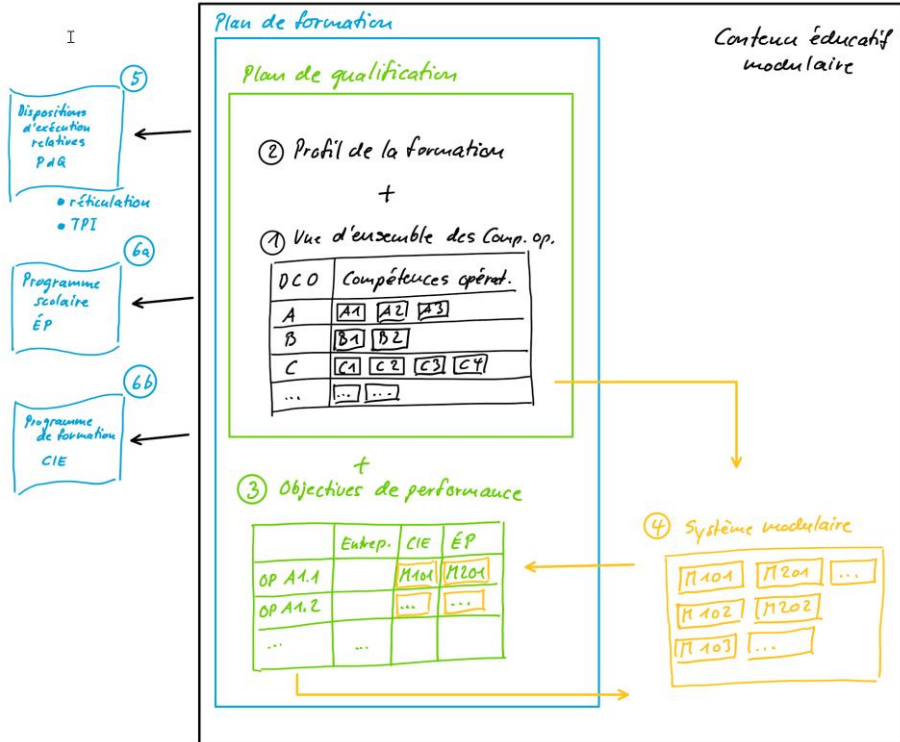 Plan de formation
Contenu éducatif
modulaire
Plan de qualification
5
Dispositions
d'exécution
relatives
PdQ
• réticulation
• TPI
2 Profil de la formation
+
1 Vue d'ensemble des Comp. op.
DCO Compétences opérat.
A A1 A2 A3
B B1 B2
C C1 C2 C3 C4
... ... ...
6a
Programme
scolaire
ÉP
6b
Programme
de formation
CIE
+
3 Objectives de performance
Entrep. CIE ÉP
OP A1.1 M101 M201
OP A1.2 ... ...
... ...
4 Système modulaire
M101 M201 ...
M102 M202
M103 ...